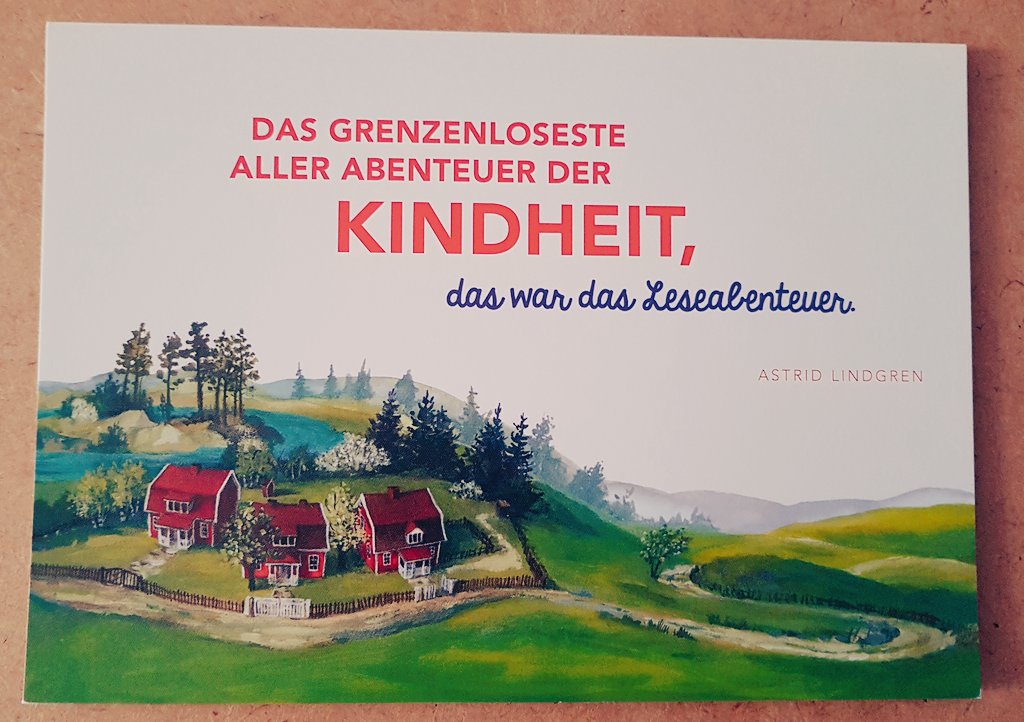 DAS GRENZENLOSESTE
ALLER ABENTEUER DER
KINDHEIT,
das war das Leseabenteuer.
ASTRID LINDGREN